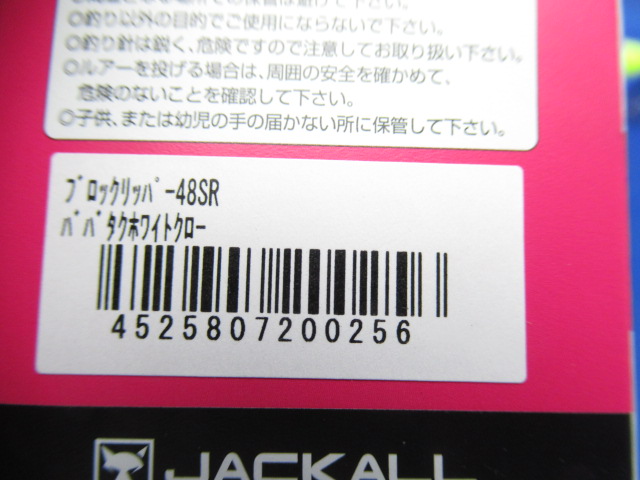 ◎釣り以外の目的でご使用にならないで下さい。
◎釣り針は鋭く、危険ですので注意してお取り扱い下さい。
◎ルアーを投げる場合は、周囲の安全を確かめて、
危険のないことを確認して下さい。
◎子供、または幼児の手の届かない所に保管して下さい。
ﾌﾞﾛｯｸﾘｯﾊﾟｰ48SR
ﾊﾞﾊﾞﾀｸﾎﾜｲﾄｸﾛｰ
4525807200256
JACKALL